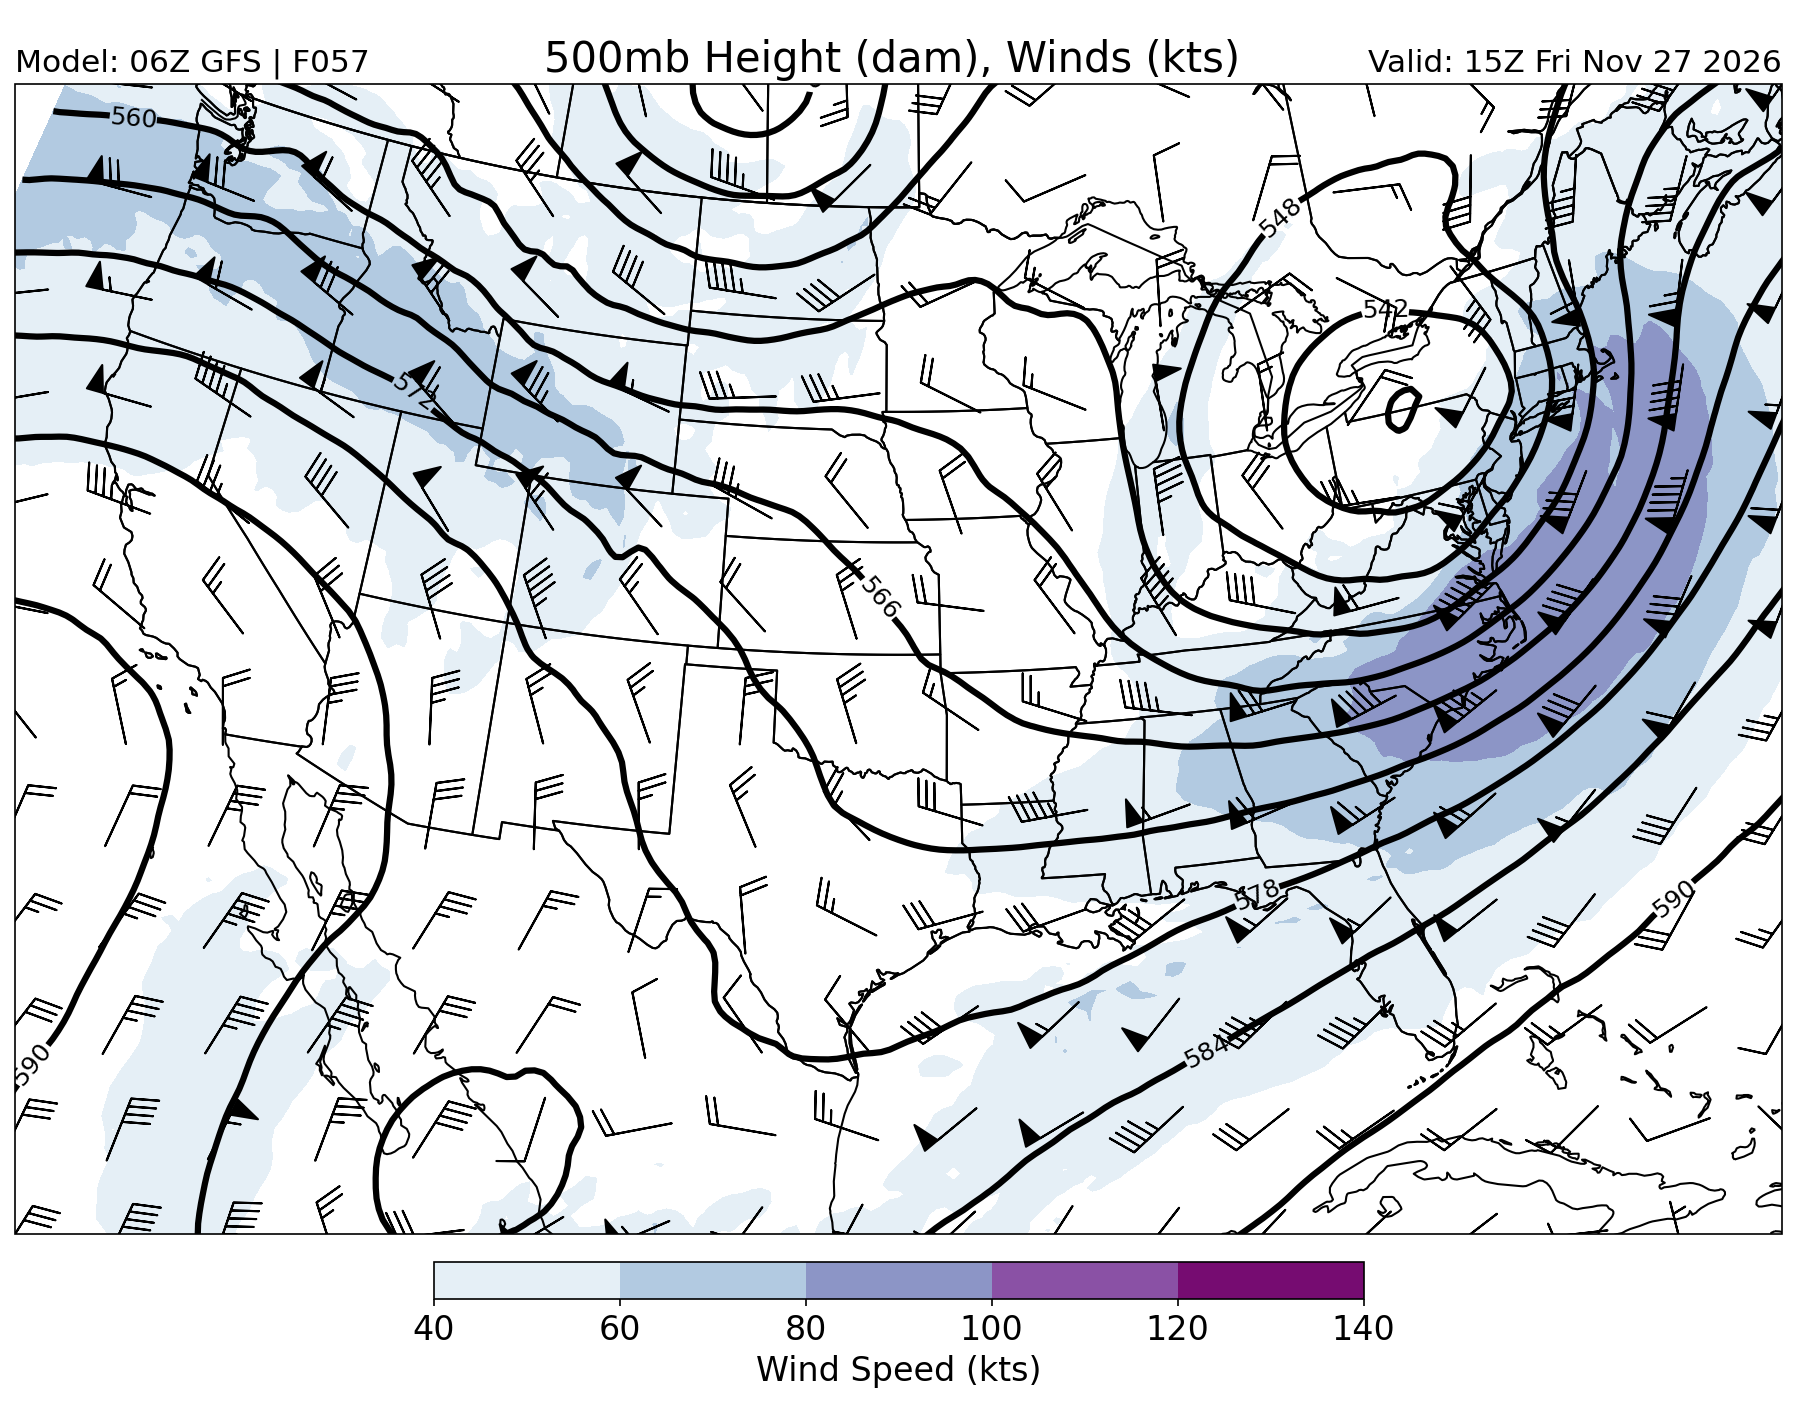 Model: 06Z GFS | F057
500mb Height (dam), Winds (kts)
Valid: 15Z Fri Nov 27 2026
560
548
542
572
566
578
590
584
590
40 60 80 100 120 140
Wind Speed (kts)